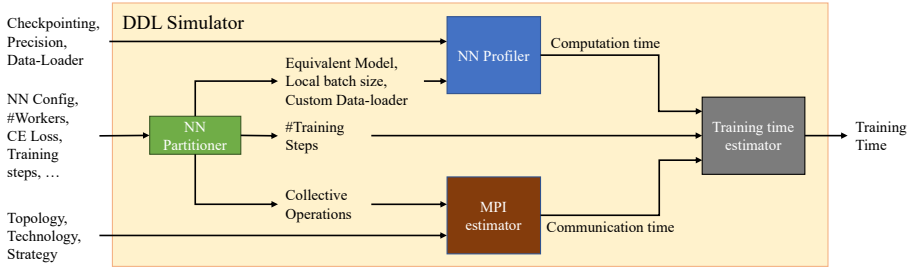 DDL Simulator
Checkpointing,
Precision,
Data-Loader
NN Config,
#Workers,
CE Loss,
Training
steps, …
Topology,
Technology,
Strategy
NN
Partitioner
Equivalent Model,
Local batch size,
Custom Data-loader
#Training
Steps
Collective
Operations
NN Profiler
Computation time
MPI
estimator
Communication time
Training time
estimator
Training
Time